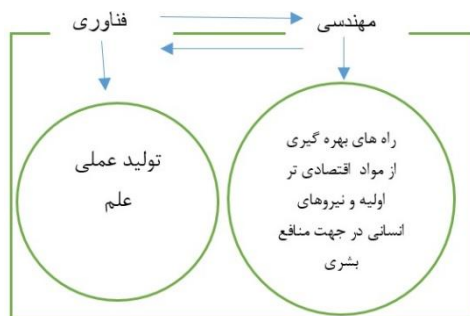 مهندسی
فناوری
راه های بهره گیری
از مواد اقتصادی تر
اولیه و نیروهای
انسانی در جهت منافع
بشری
تولید عملی
علم